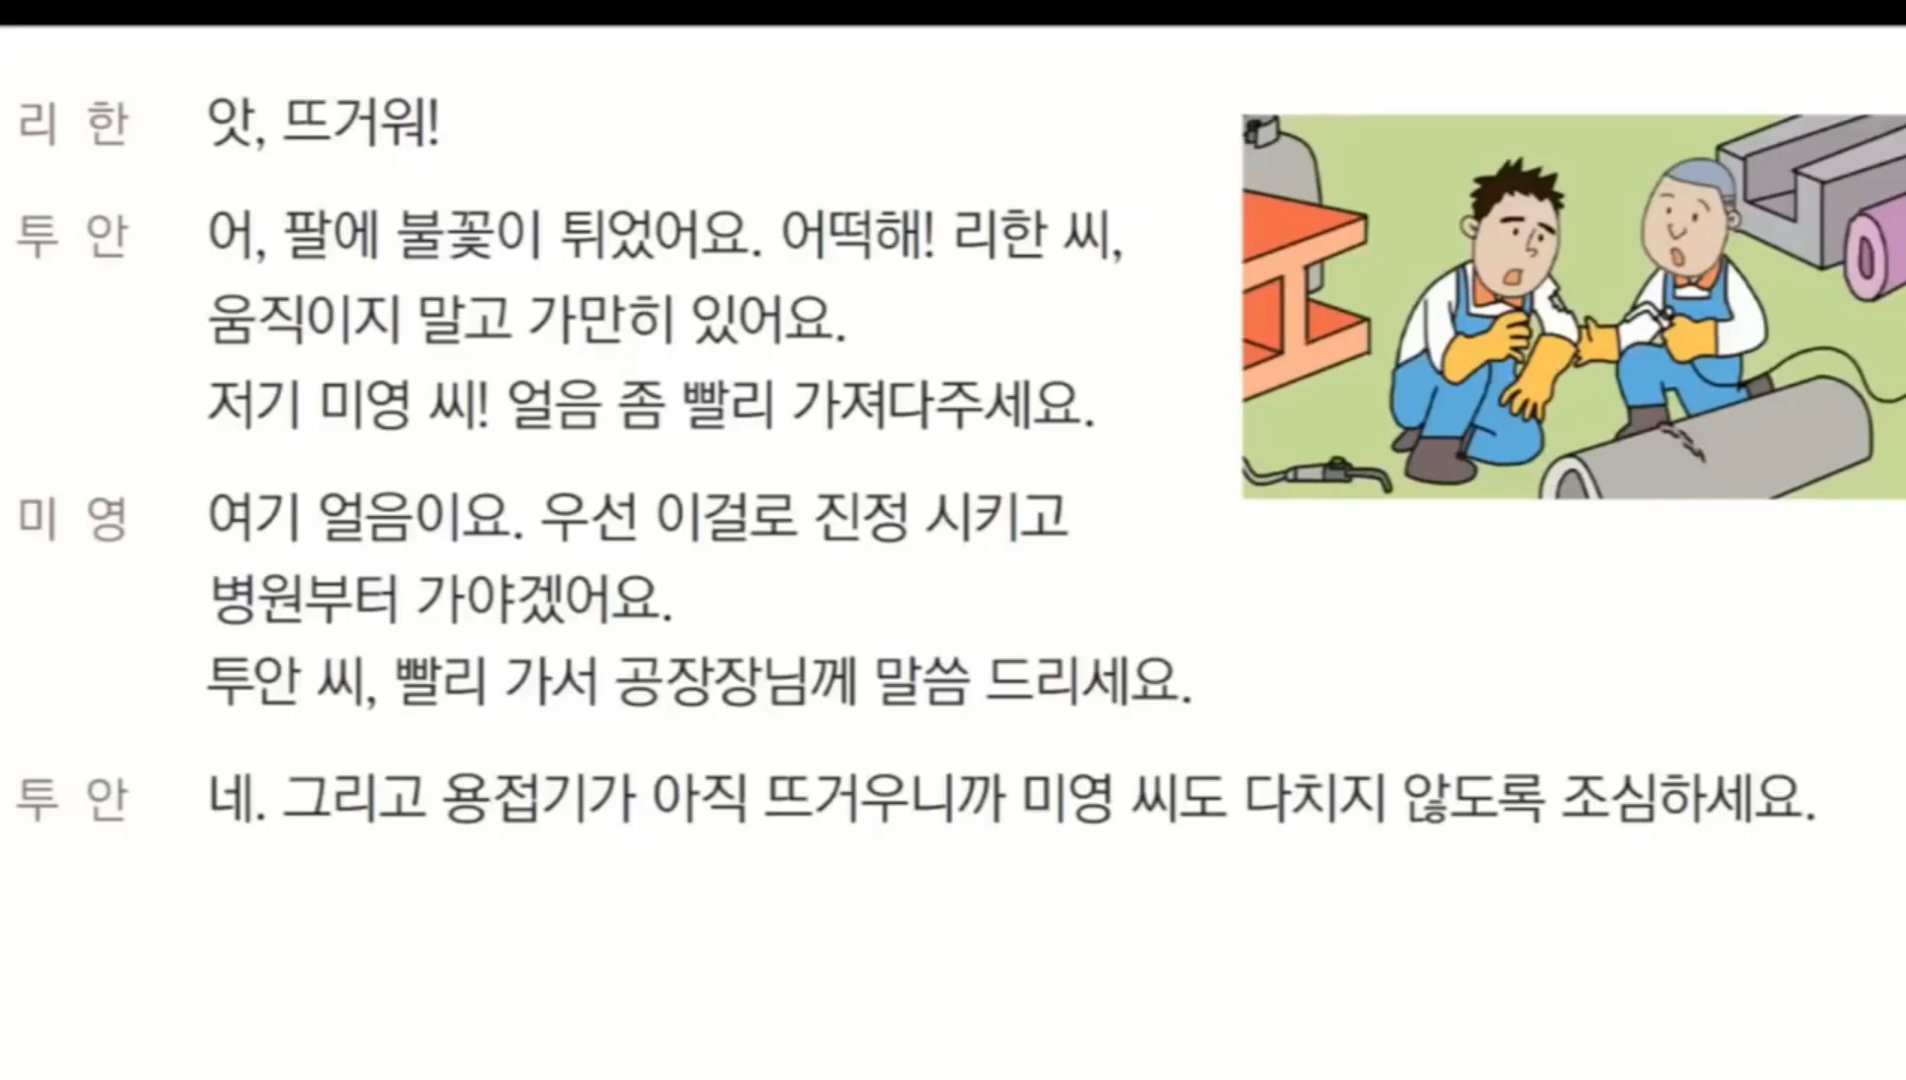 리 한 앗, 뜨거워!
투 안 어, 팔에 불꽃이 튀었어요. 어떡해! 리한 씨,
움직이지 말고 가만히 있어요.
저기 미영 씨! 얼음 좀 빨리 가져다주세요.
미 영 여기 얼음이요. 우선 이걸로 진정 시키고
병원부터 가야겠어요.
투안 씨, 빨리 가서 공장장님께 말씀 드리세요.
투 안 네. 그리고 용접기가 아직 뜨거우니까 미영 씨도 다치지 않도록 조심하세요.